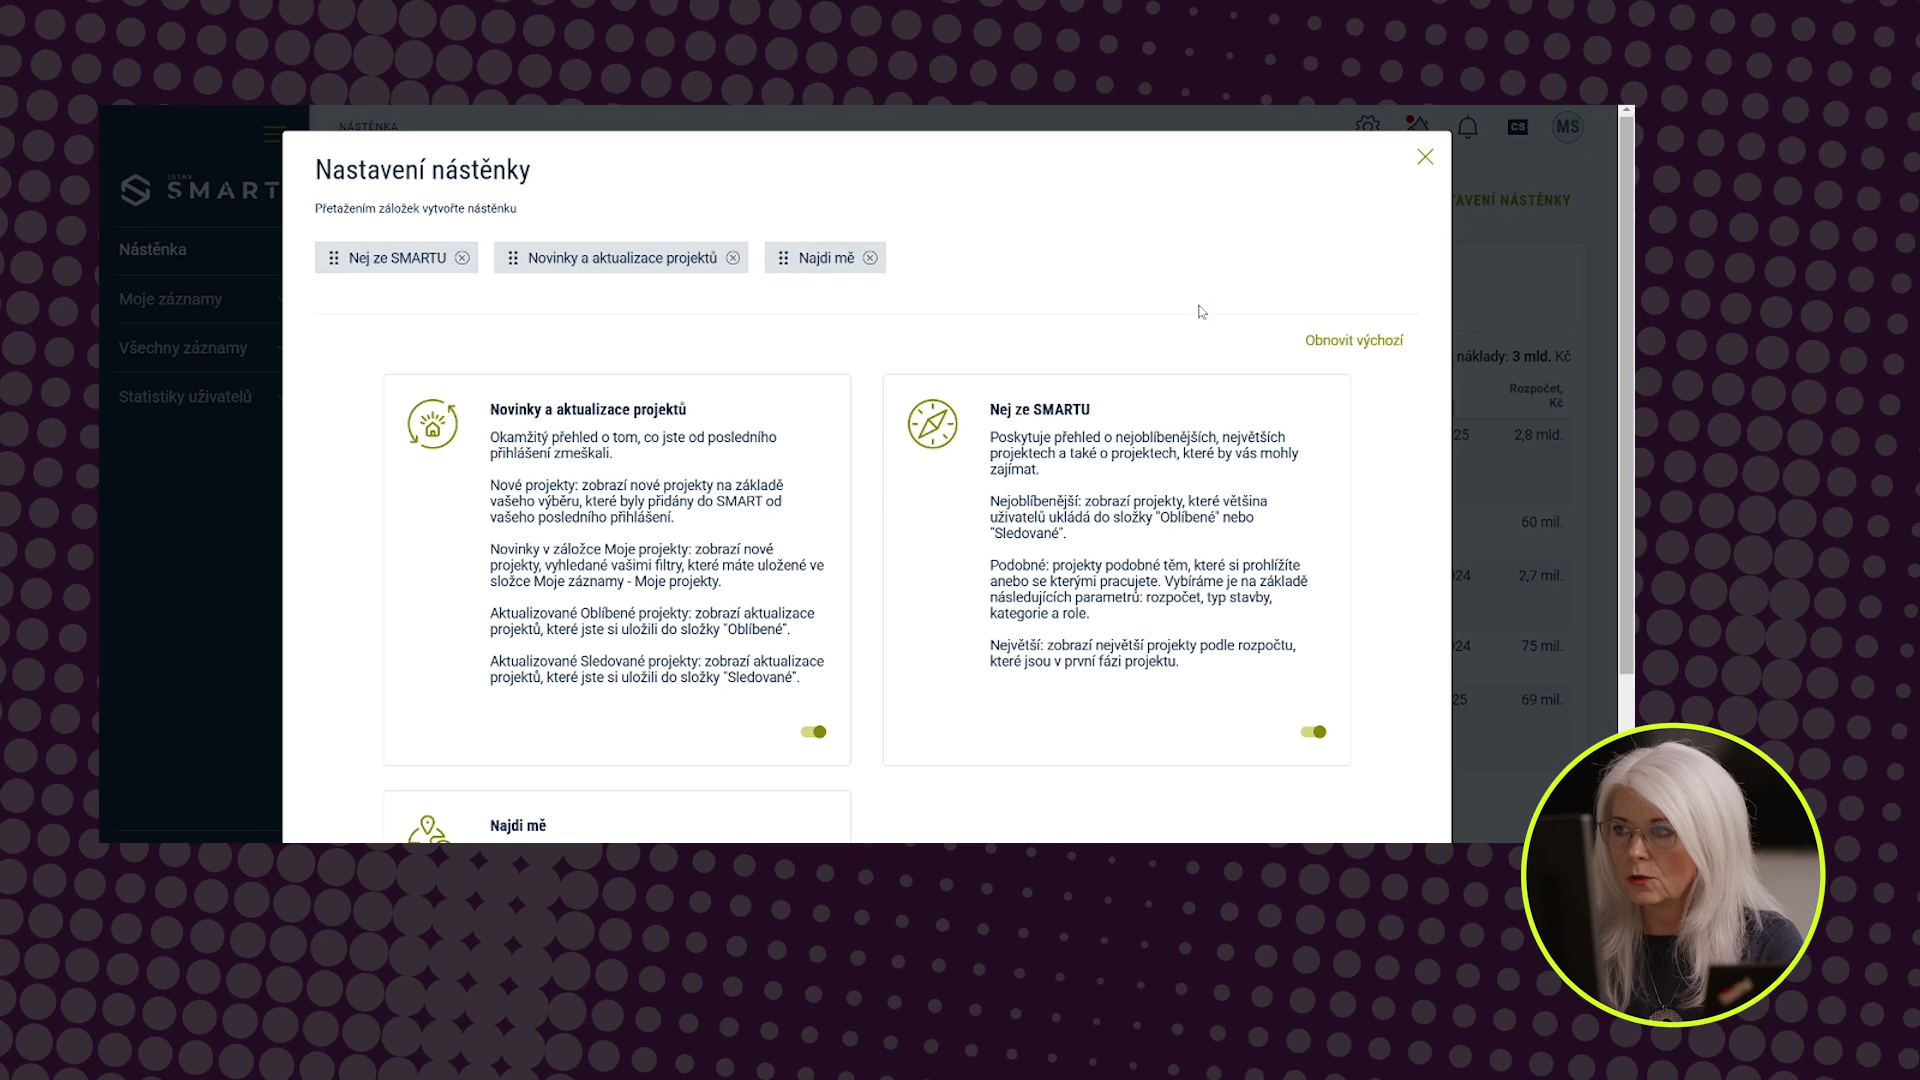 NÁSTĚNKA
CS
MS
ISTAV
SMART
Nástěnka
Moje záznamy
Všechny záznamy
Statistiky uživatelů
Nastavení nástěnky
Přetažením záložek vytvořte nástěnku
Nej ze SMARTU
Novinky a aktualizace projektů
Najdi mě
Obnovit výchozí
Novinky a aktualizace projektů
Okamžitý přehled o tom, co jste od posledního
přihlášení zmeškali.
Nové projekty: zobrazí nové projekty na základě
vašeho výběru, které byly přidány do SMART od
vašeho posledního přihlášení.
Novinky v záložce Moje projekty: zobrazí nové
projekty, vyhledané vašimi filtry, které máte uložené ve
složce Moje záznamy - Moje projekty.
Aktualizované Oblíbené projekty: zobrazí aktualizace
projektů, které jste si uložili do složky "Oblíbené".
Aktualizované Sledované projekty: zobrazí aktualizace
projektů, které jste si uložili do složky "Sledované".
Nej ze SMARTU
Poskytuje přehled o nejoblíbenějších, největších
projektech a také o projektech, které by vás mohly
zajímat.
Nejoblíbenější: zobrazí projekty, které většina
uživatelů ukládá do složky "Oblíbené" nebo
"Sledované".
Podobné: projekty podobné těm, které si prohlížíte
anebo se kterými pracujete. Vybíráme je na základě
následujících parametrů: rozpočet, typ stavby,
kategorie a role.
Největší: zobrazí největší projekty podle rozpočtu,
které jsou v první fázi projektu.
Najdi mě
TAVENÍ NÁSTĚNKY
náklady: 3 mld. Kč
Rozpočet,
Kč
25 2,8 mld.
60 mil.
24 2,7 mil.
24 75 mil.
25 69 mil.